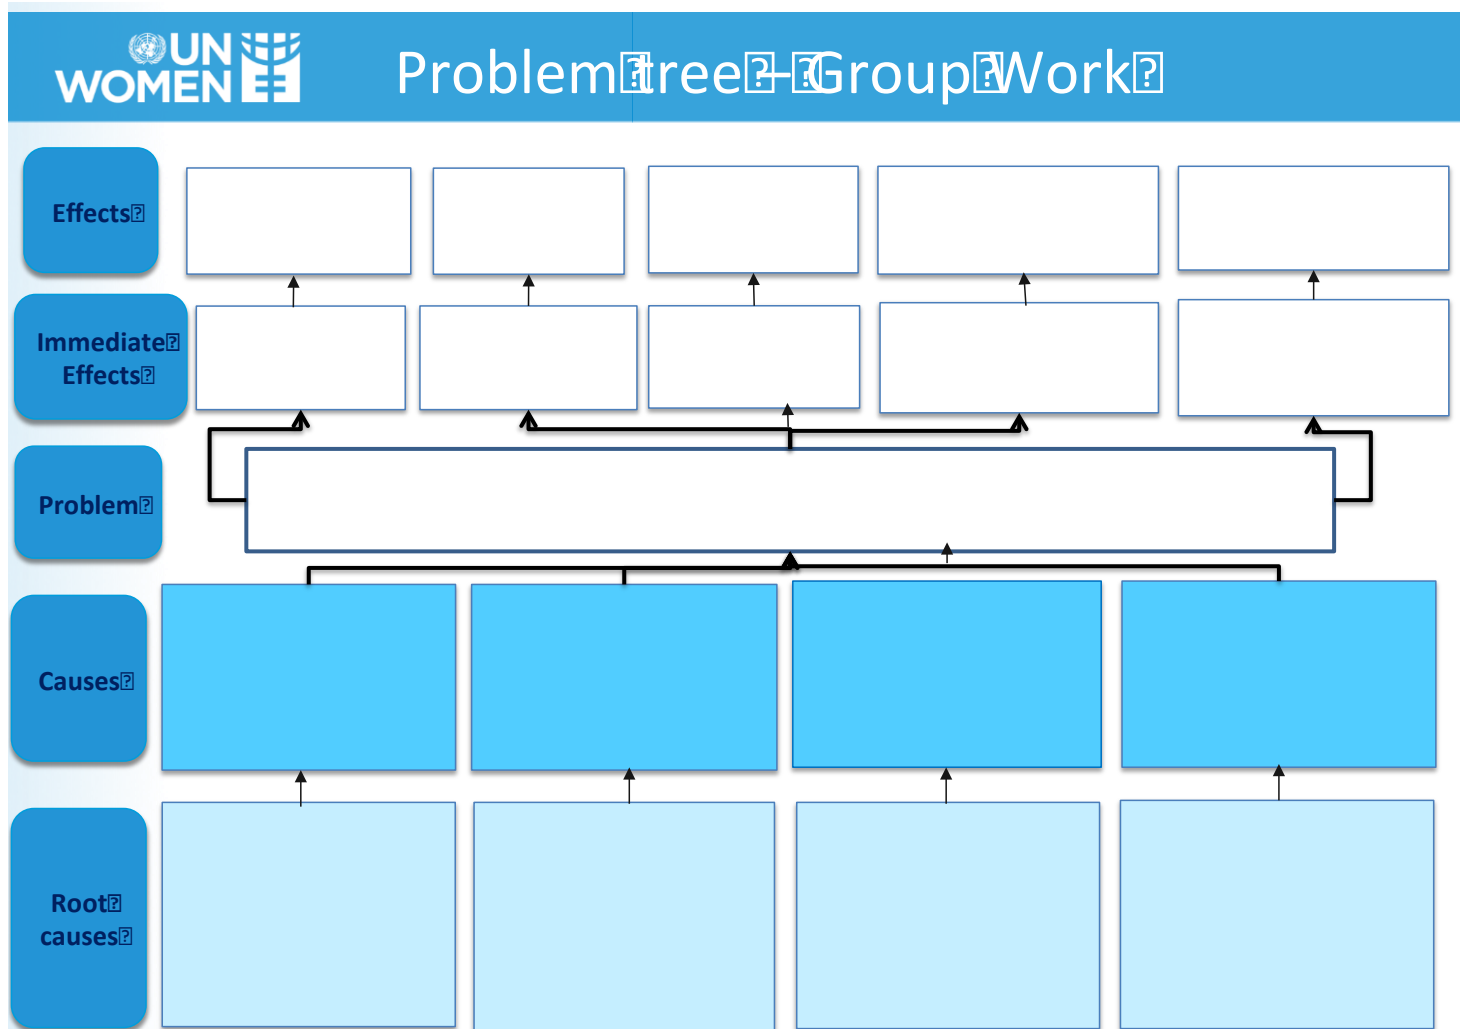 UN
WOMEN
Problem tree – Group Work
Effects
Immediate
Effects
Problem
Causes
Root
causes